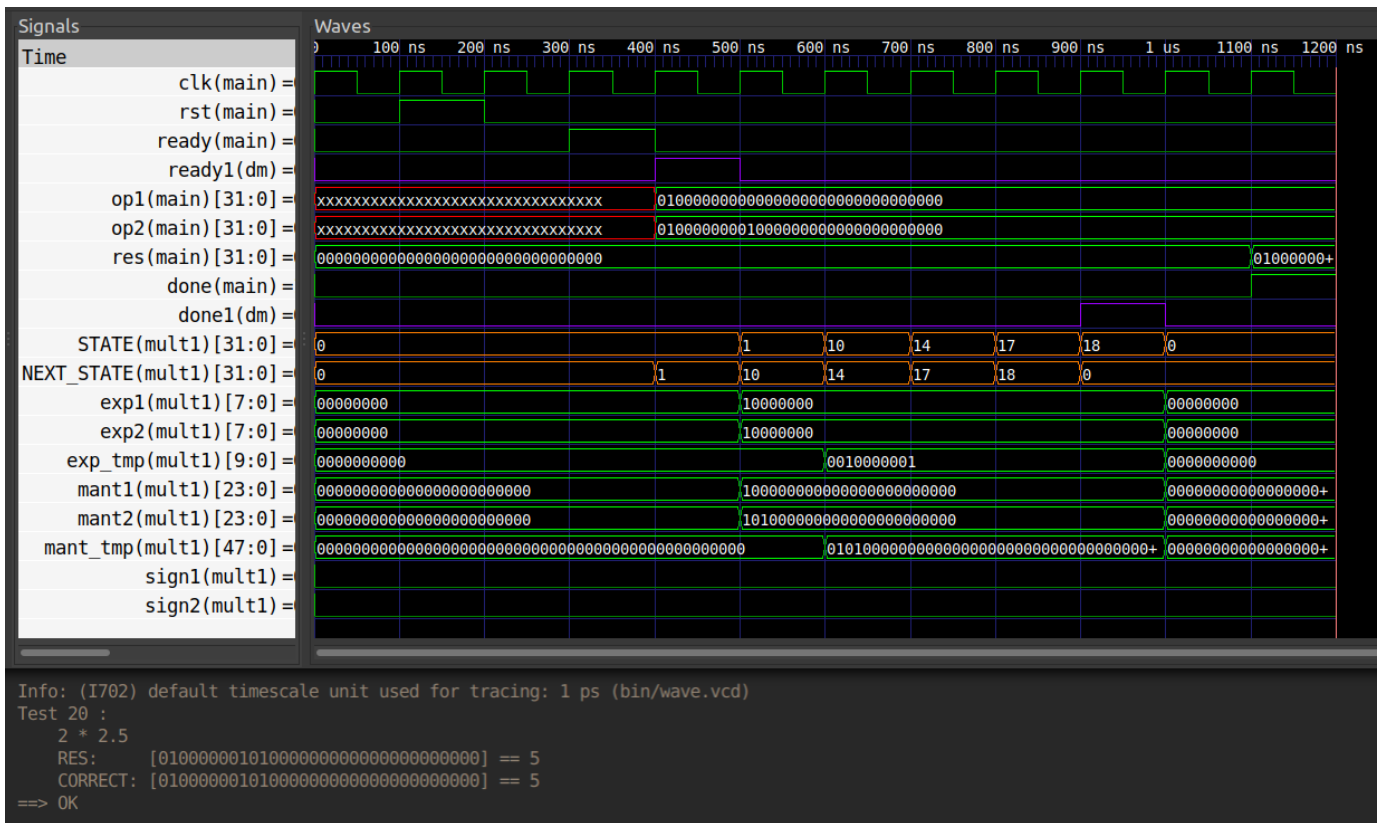 Signals Waves
Time 100 ns 200 ns 300 ns 400 ns 500 ns 600 ns 700 ns 800 ns 900 ns 1 us 1100 ns 1200 ns
clk(main) =
rst(main) =
ready(main) =
ready1(dm) =
op1(main)[31:0] = xxxxxxxxxxxxxxxxxxxxxxxxxxxxxxxx 01000000000000000000000000000000
op2(main)[31:0] = xxxxxxxxxxxxxxxxxxxxxxxxxxxxxxxx 01000000001000000000000000000000
res(main)[31:0] = 00000000000000000000000000000000 01000000+
done(main) =
done1(dm) =
STATE(mult1)[31:0] = 0 1 10 14 17 18 0
NEXT_STATE(mult1)[31:0] = 0 1 10 14 17 18 0
exp1(mult1)[7:0] = 00000000 10000000 00000000
exp2(mult1)[7:0] = 00000000 10000000 00000000
exp_tmp(mult1)[9:0] = 0000000000 0010000001 0000000000
mant1(mult1)[23:0] = 000000000000000000000000 100000000000000000000000 00000000000000000+
mant2(mult1)[23:0] = 000000000000000000000000 101000000000000000000000 00000000000000000+
mant_tmp(mult1)[47:0] = 000000000000000000000000000000000000000000000000 010100000000000000000000000000000000+ 00000000000000000+
sign1(mult1) =
sign2(mult1) =
Info: (I702) default timescale unit used for tracing: 1 ps (bin/wave.vcd)
Test 20 :
2 * 2.5
RES: [01000000101000000000000000000000] == 5
CORRECT: [01000000101000000000000000000000] == 5
==> OK